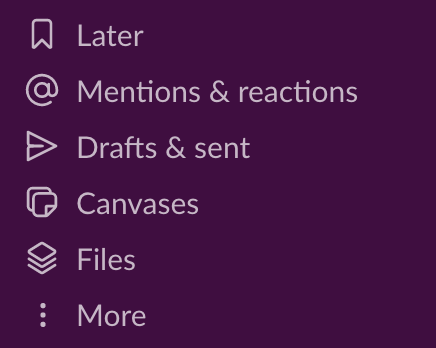 Later
Mentions & reactions
Drafts & sent
Canvases
Files
More